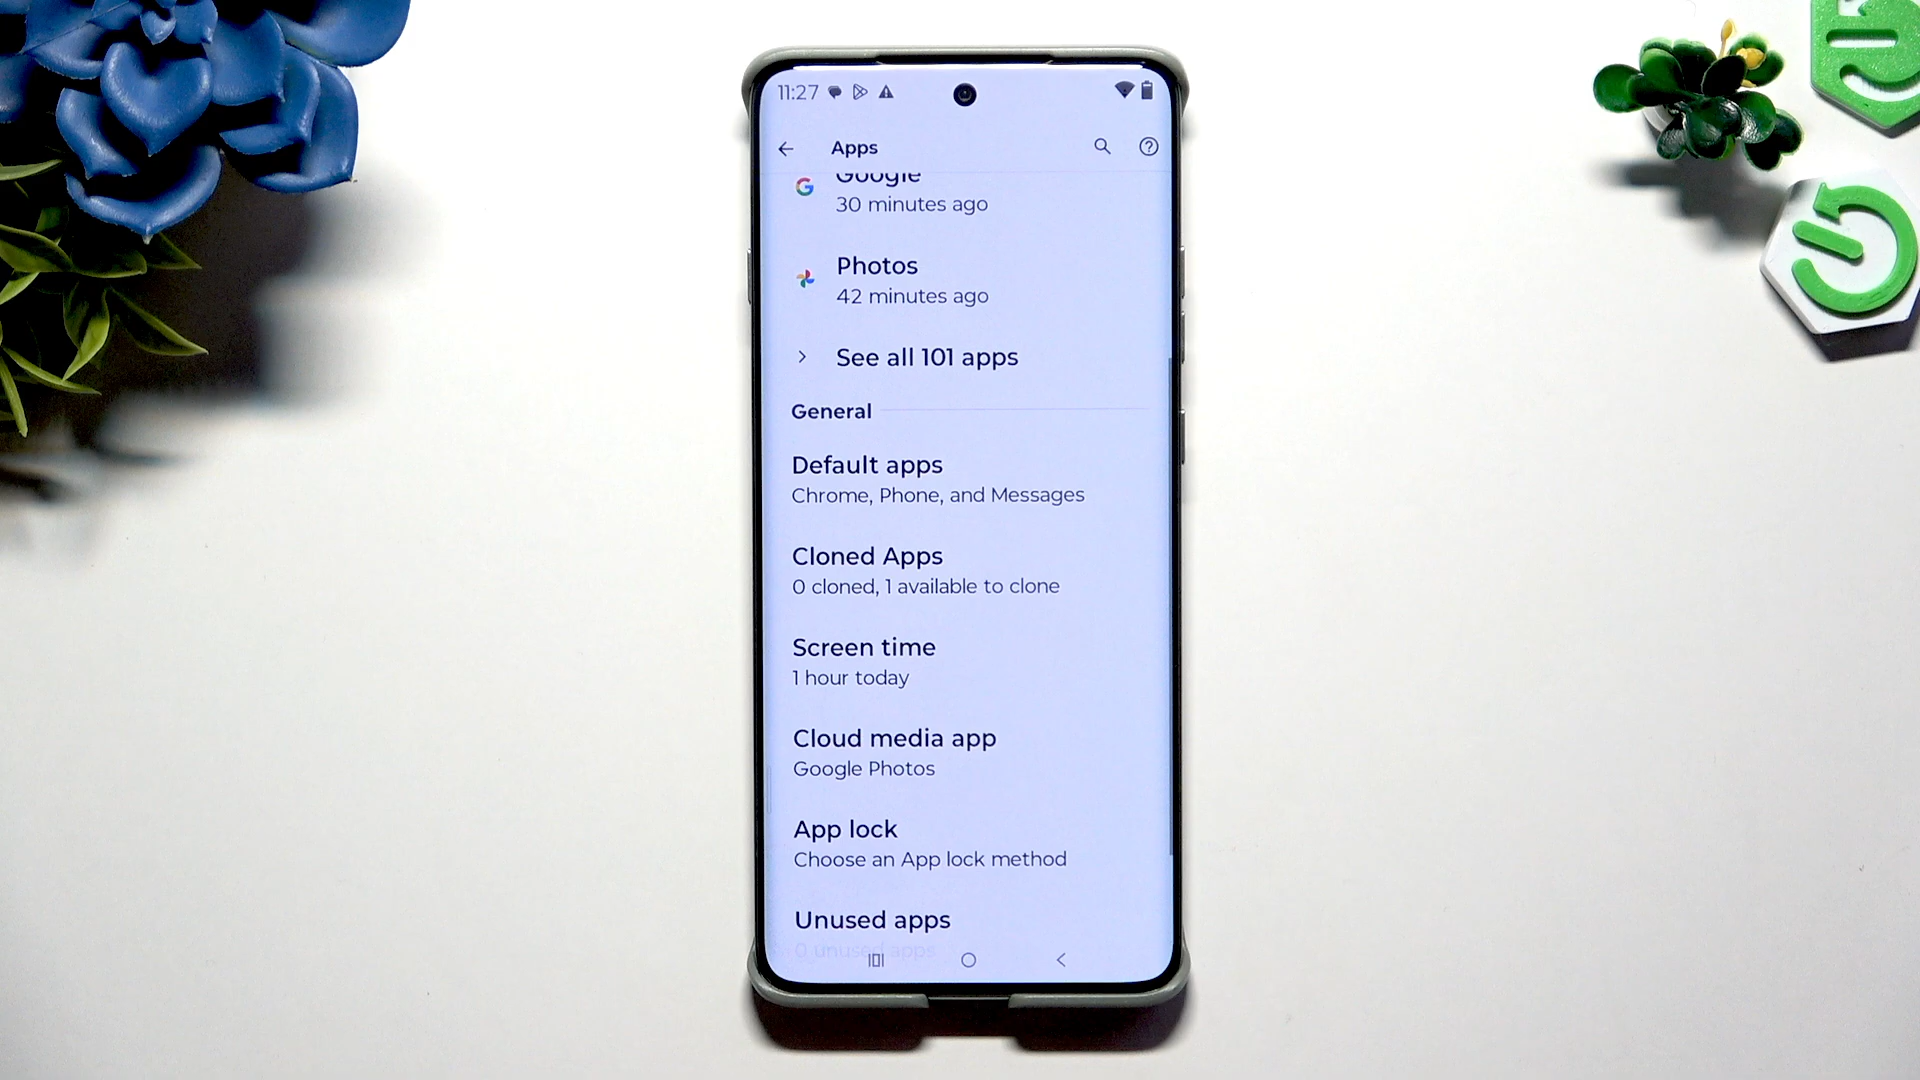 11:27
Apps
Google
30 minutes ago
Photos
42 minutes ago
See all 101 apps
General
Default apps
Chrome, Phone, and Messages
Cloned Apps
0 cloned, 1 available to clone
Screen time
1 hour today
Cloud media app
Google Photos
App lock
Choose an App lock method
Unused apps
0 unused apps